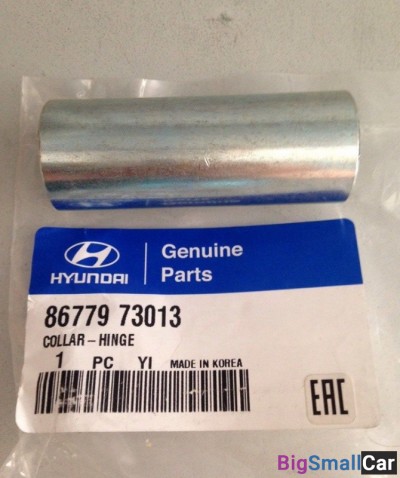 HYUNDAI
Genuine
Parts
86779 73013
COLLAR-HINGE
1 PC YI MADE IN KOREA
EAC
BigSmallCar